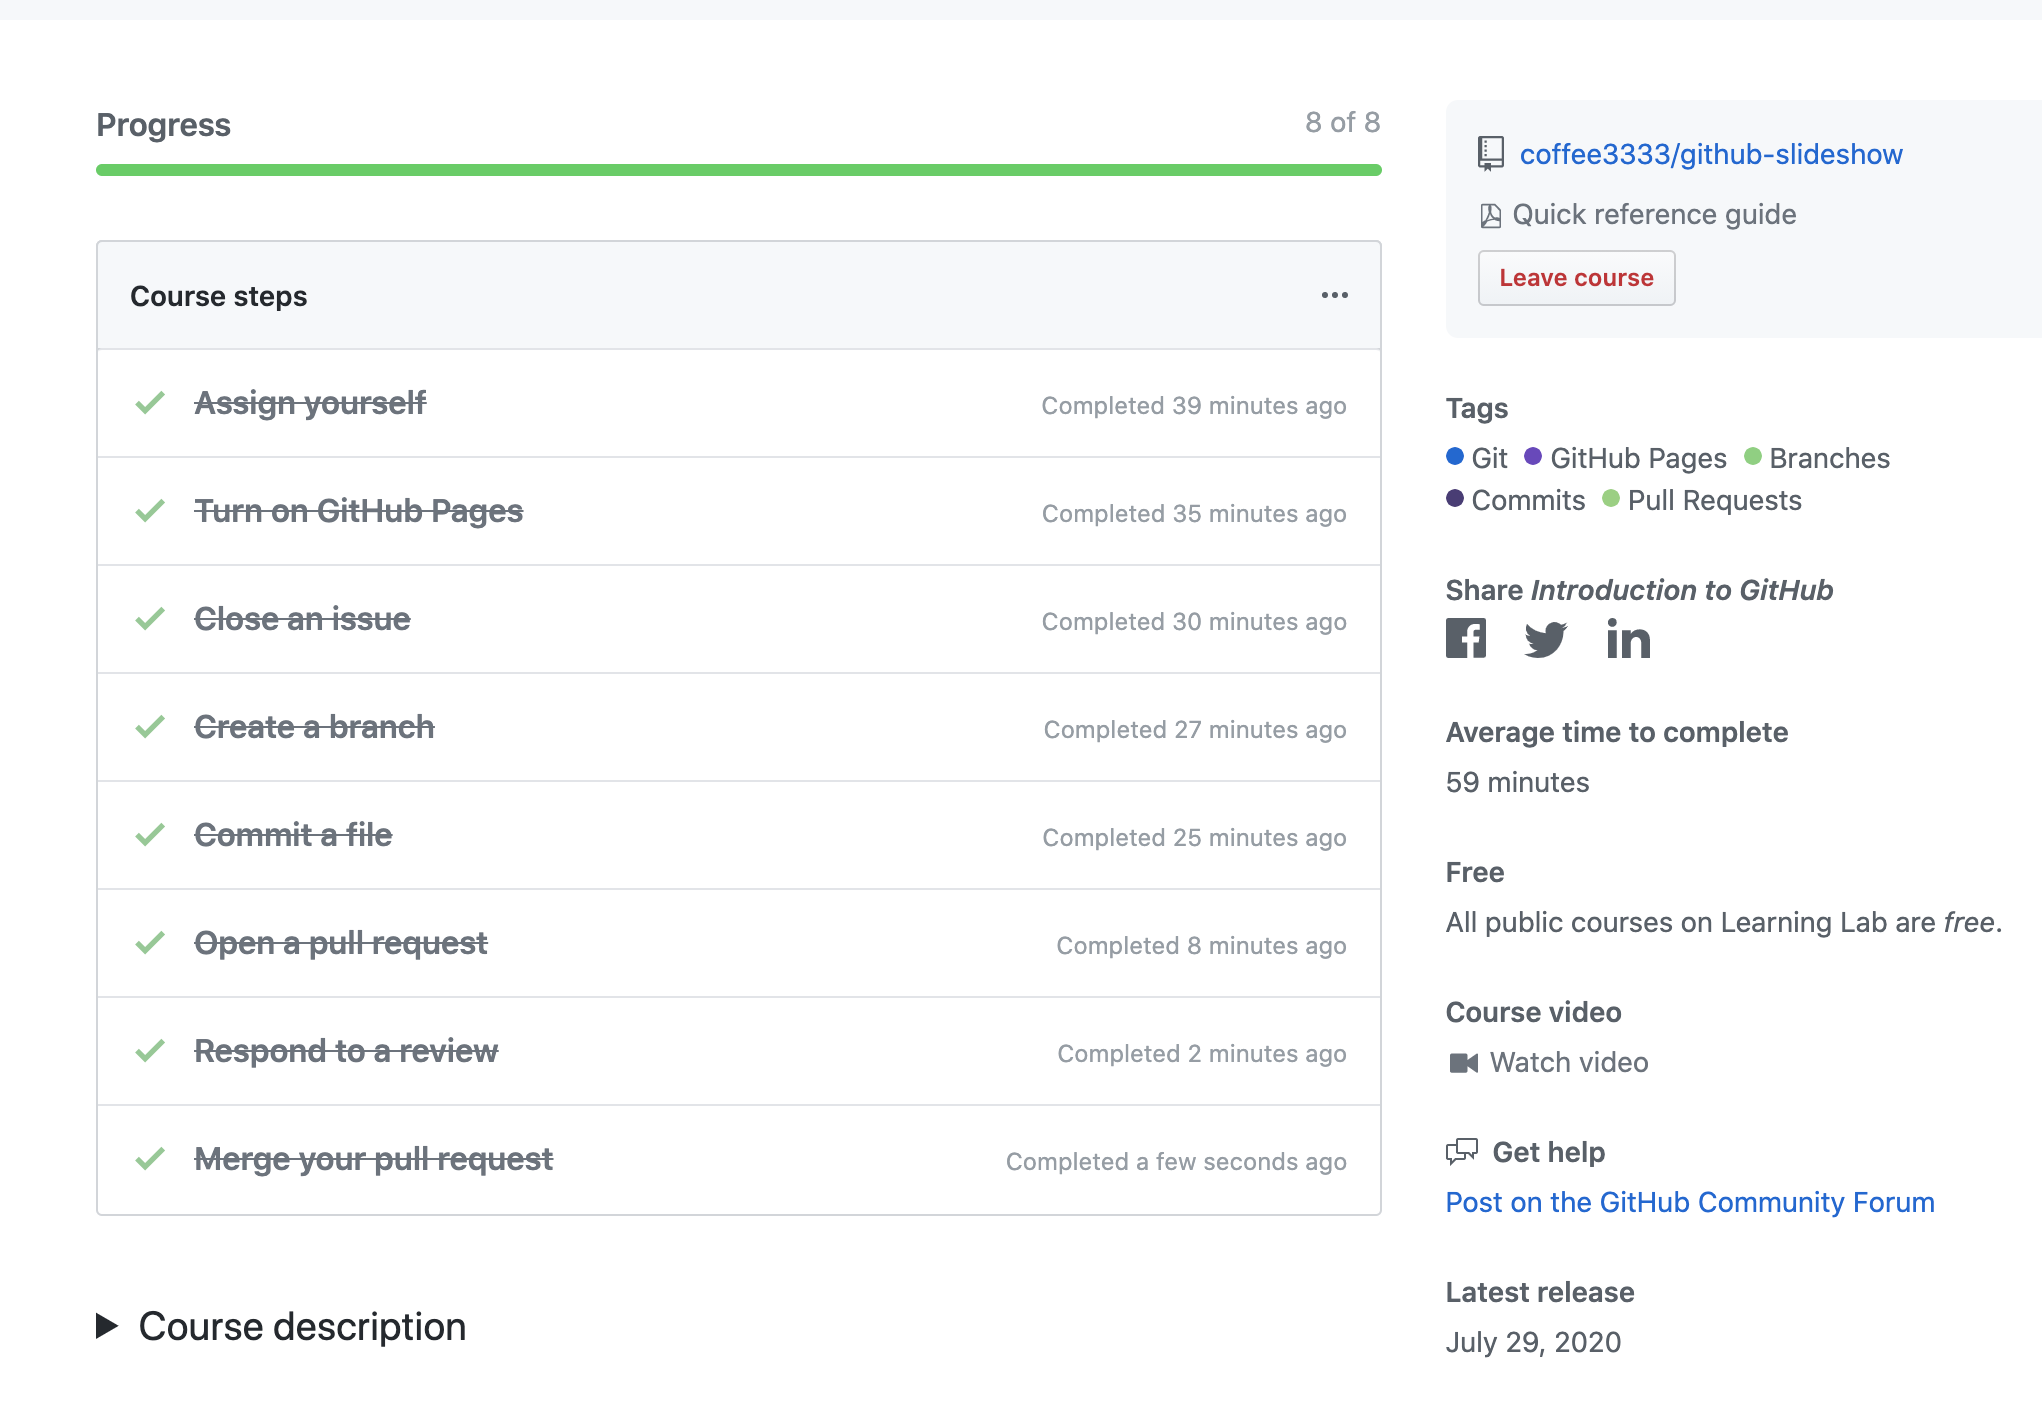 Progress
8 of 8
Course steps
Assign yourself
Completed 39 minutes ago
Turn on GitHub Pages
Completed 35 minutes ago
Close an issue
Completed 30 minutes ago
Create a branch
Completed 27 minutes ago
Commit a file
Completed 25 minutes ago
Open a pull request
Completed 8 minutes ago
Respond to a review
Completed 2 minutes ago
Merge your pull request
Completed a few seconds ago
Course description
coffee3333/github-slideshow
Quick reference guide
Leave course
Tags
Git GitHub Pages Branches
Commits Pull Requests
Share Introduction to GitHub
Average time to complete
59 minutes
Free
All public courses on Learning Lab are free.
Course video
Watch video
Get help
Post on the GitHub Community Forum
Latest release
July 29, 2020